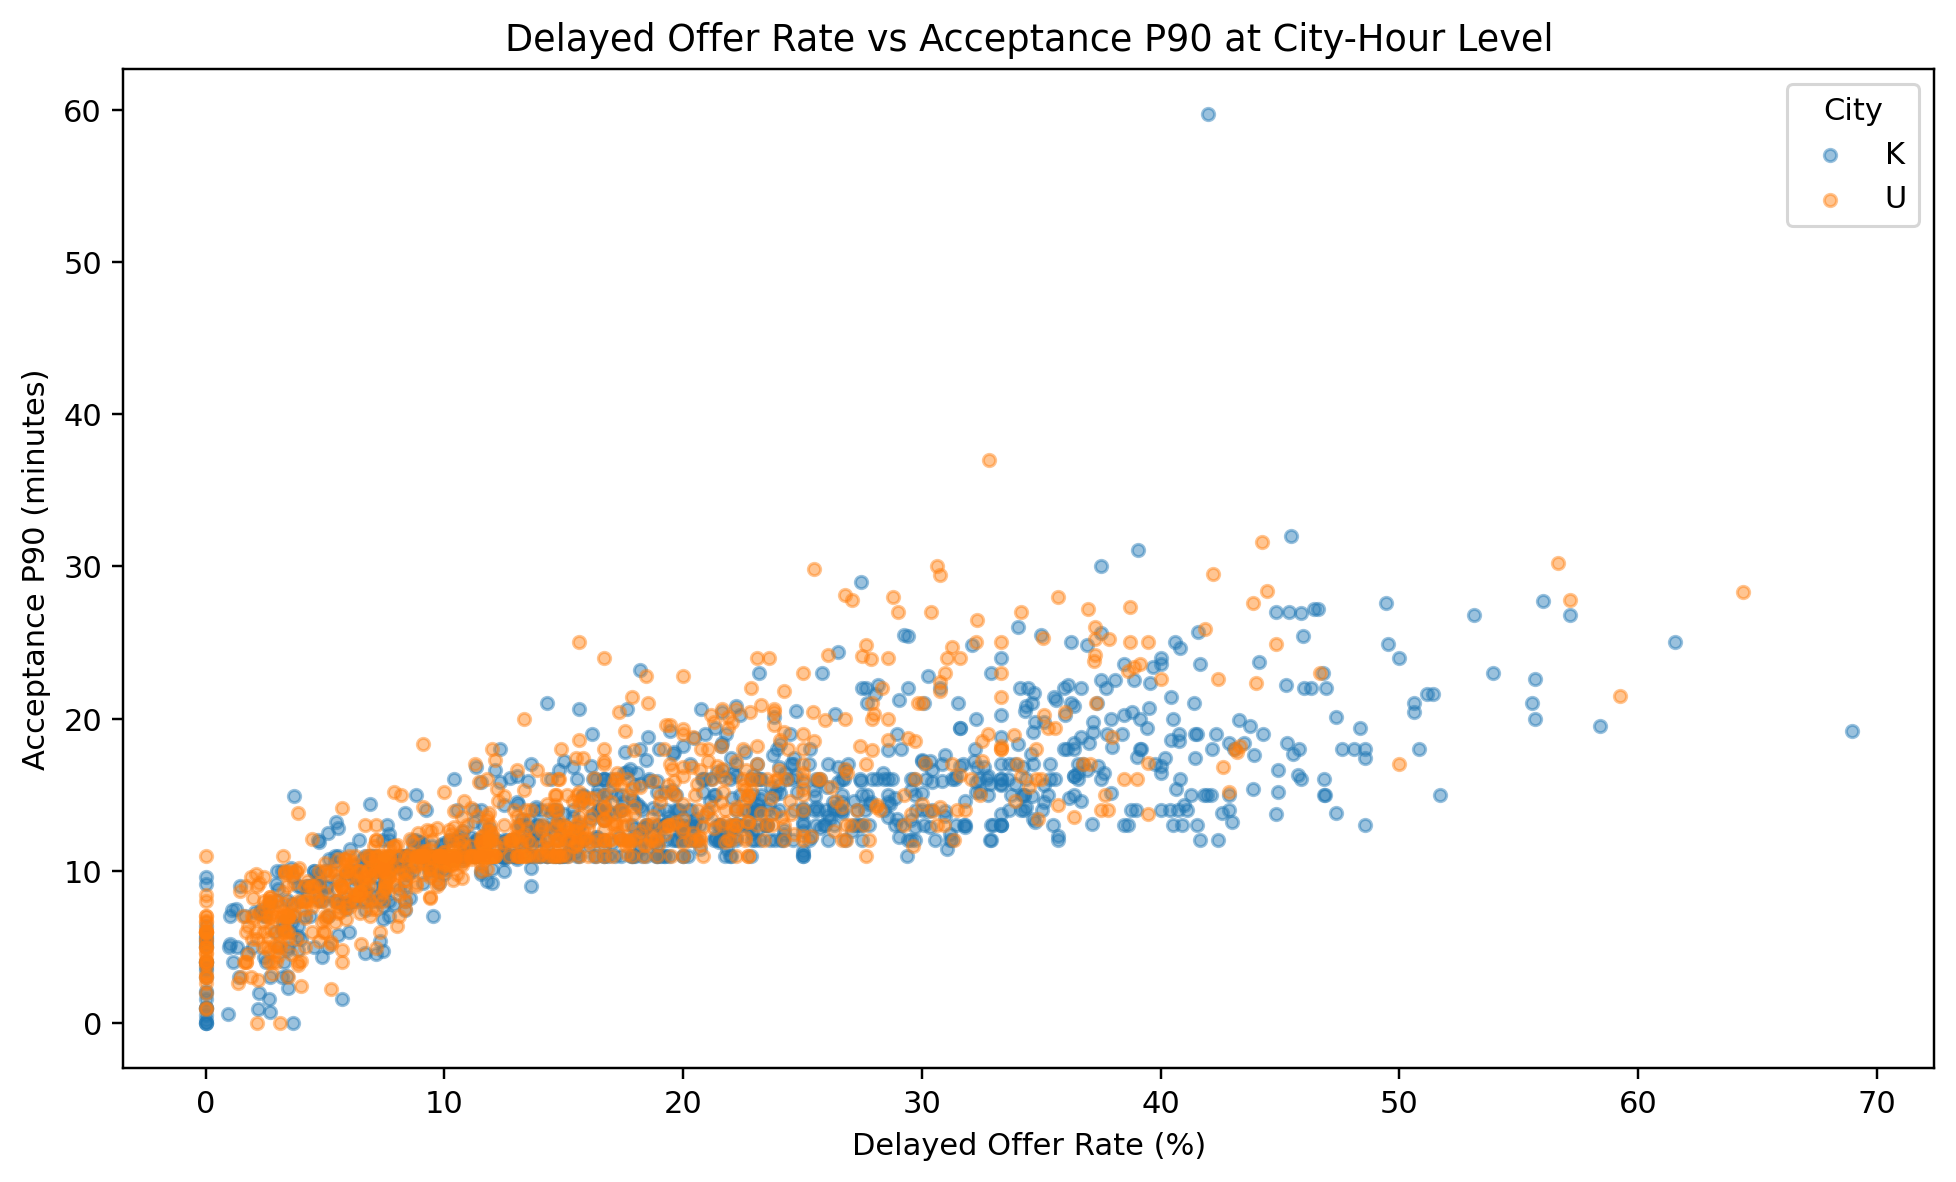 Delayed Offer Rate vs Acceptance P90 at City-Hour Level
City
K
U
Acceptance P90 (minutes)
60
50
40
30
20
10
0
0 10 20 30 40 50 60 70
Delayed Offer Rate (%)